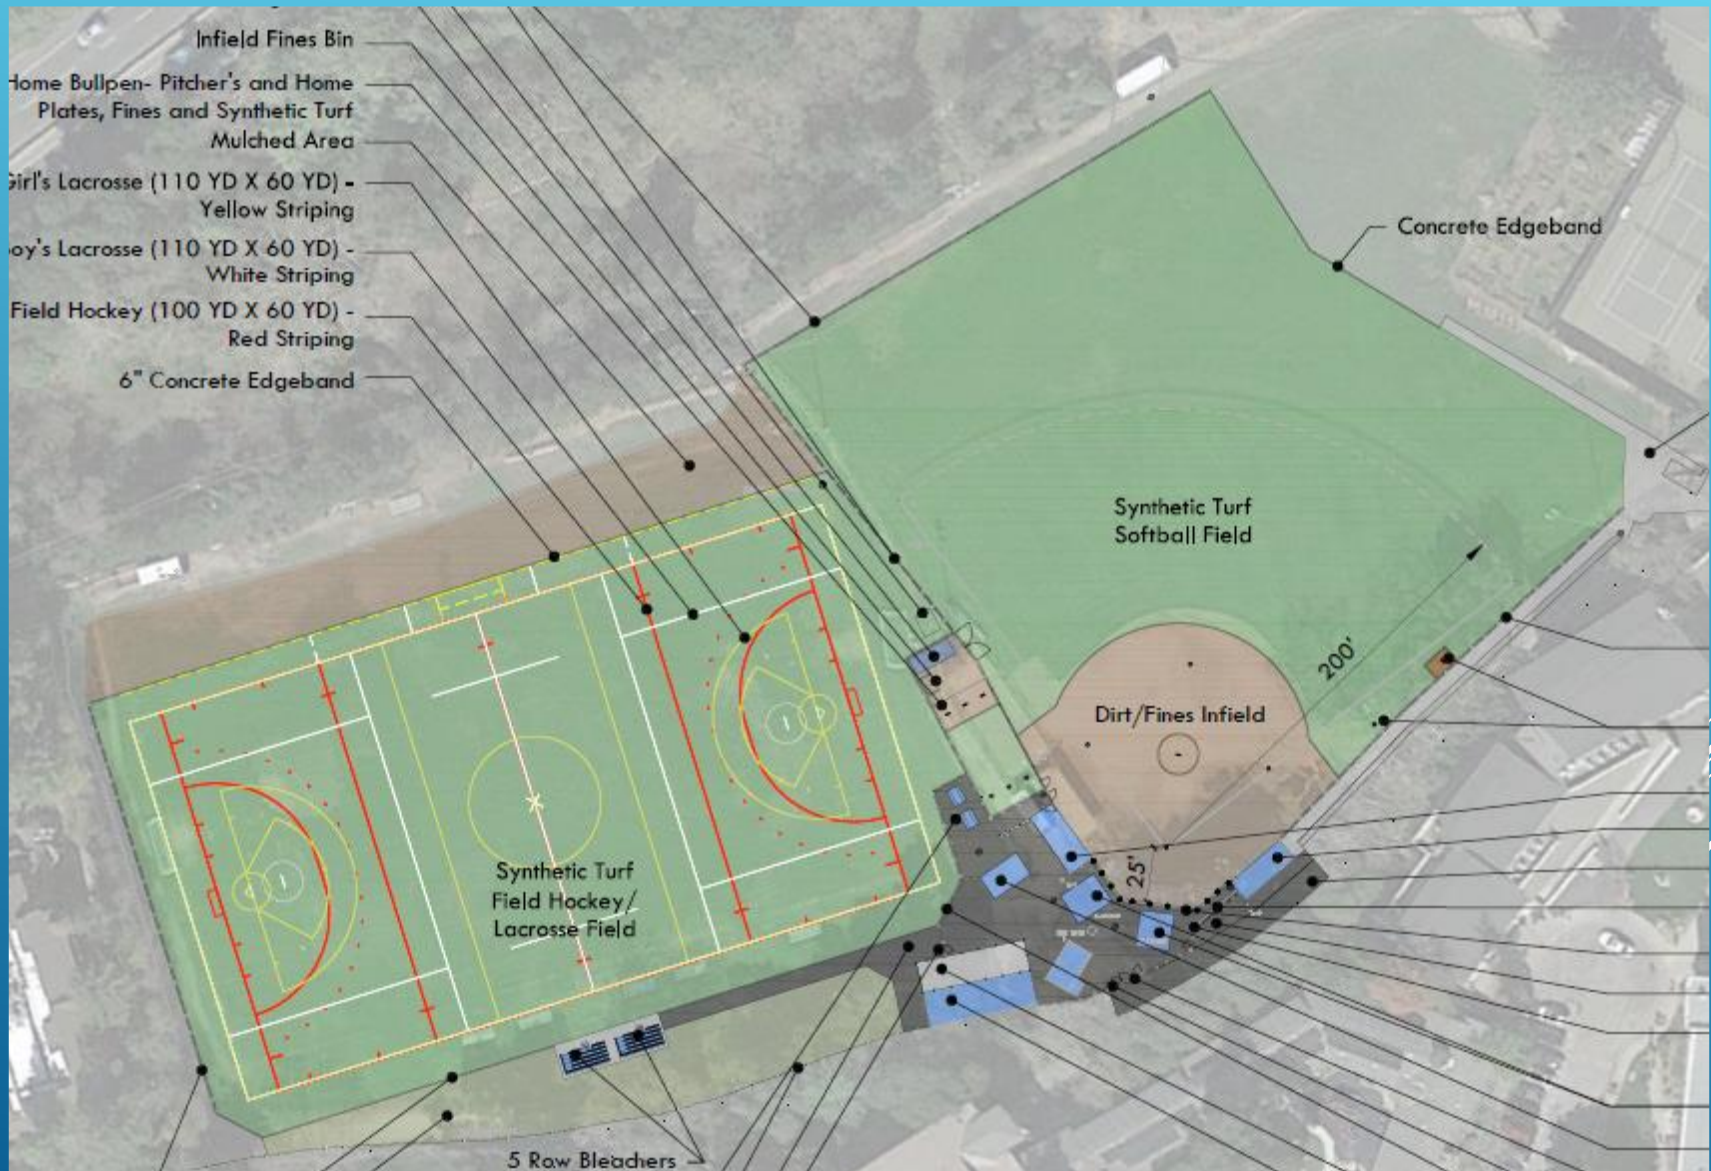 Infield Fines Bin
Home Bullpen- Pitcher's and Home
Plates, Fines and Synthetic Turf
Mulched Area
Girl's Lacrosse (110 YD X 60 YD) -
Yellow Striping
boy's Lacrosse (110 YD X 60 YD) -
White Striping
Field Hockey (100 YD X 60 YD) -
Red Striping
6" Concrete Edgeband
Concrete Edgeband
Synthetic Turf
Softball Field
200'
Dirt/Fines Infield
25'
Synthetic Turf
Field Hockey/
Lacrosse Field
5 Row Bleachers